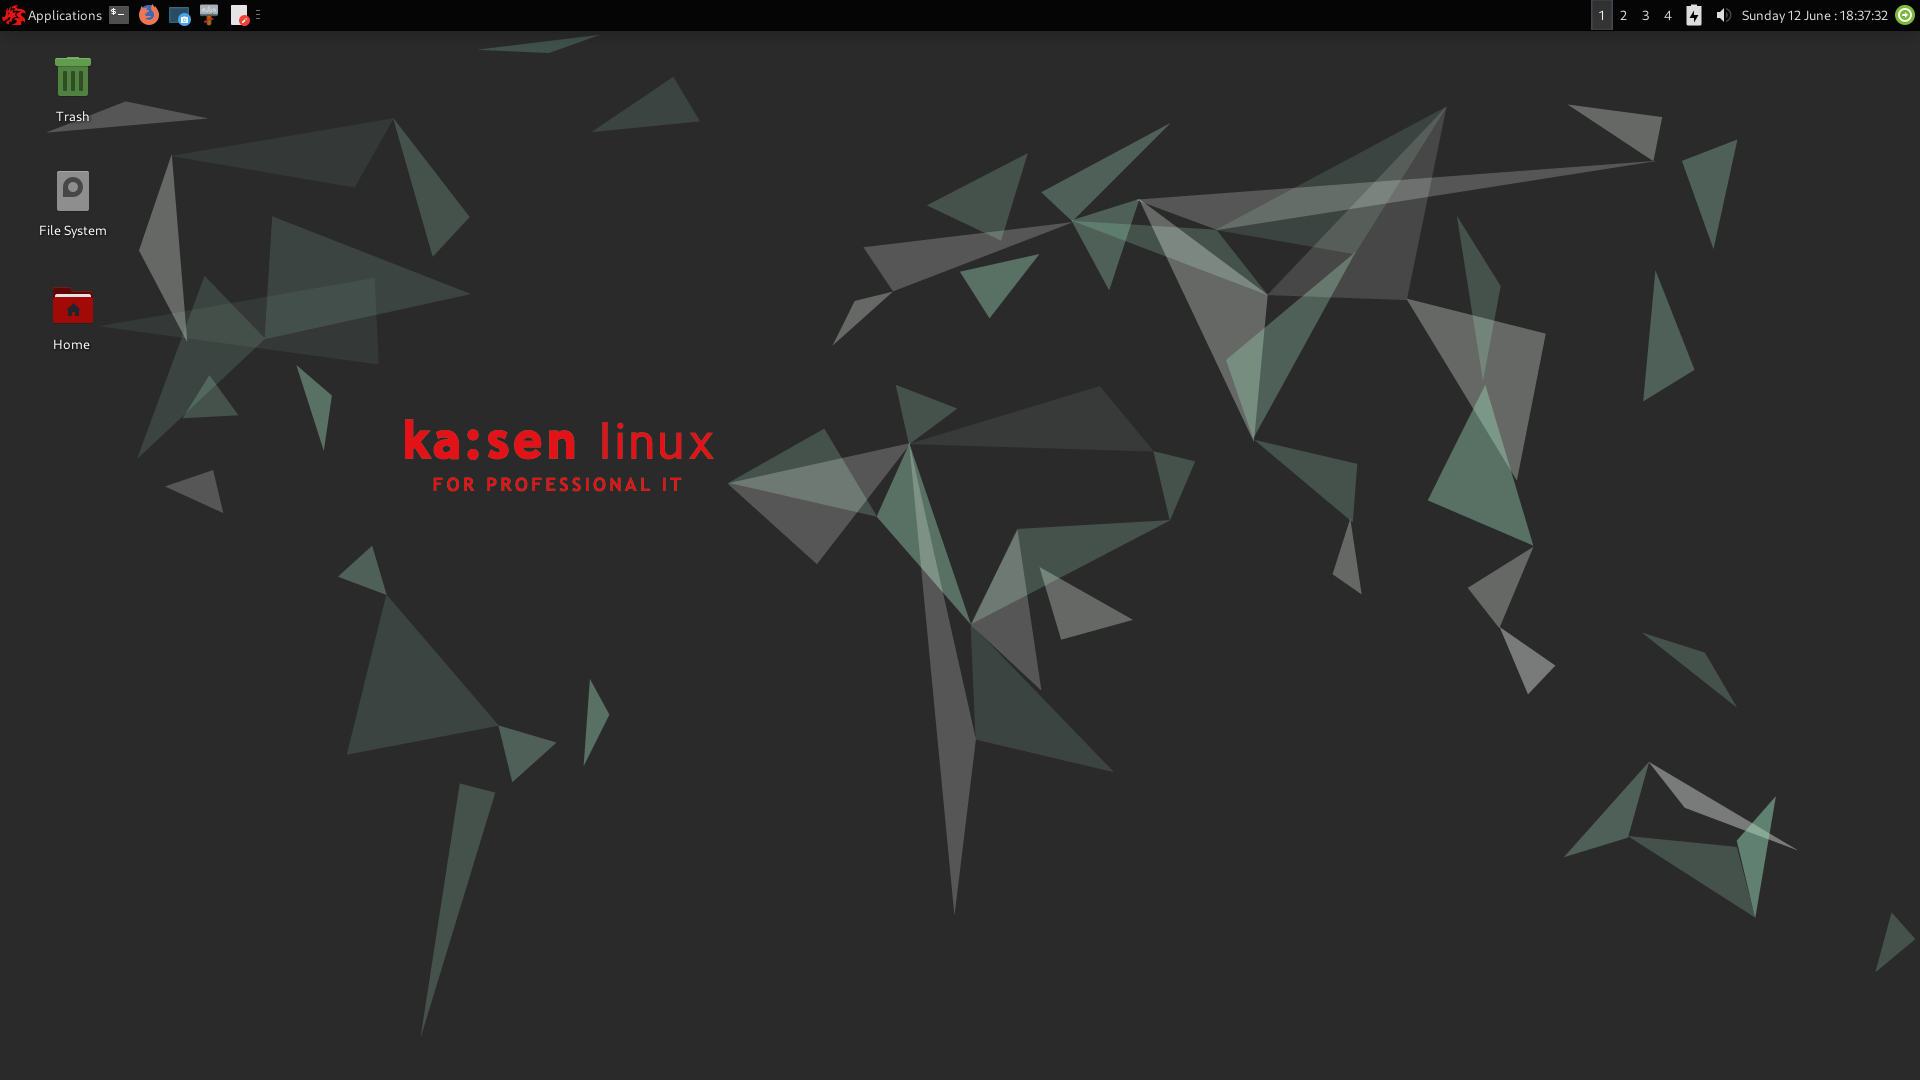 Applications
1 2 3 4
Sunday 12 June : 18:37:32
Trash
File System
Home
ka:sen linux
FOR PROFESSIONAL IT